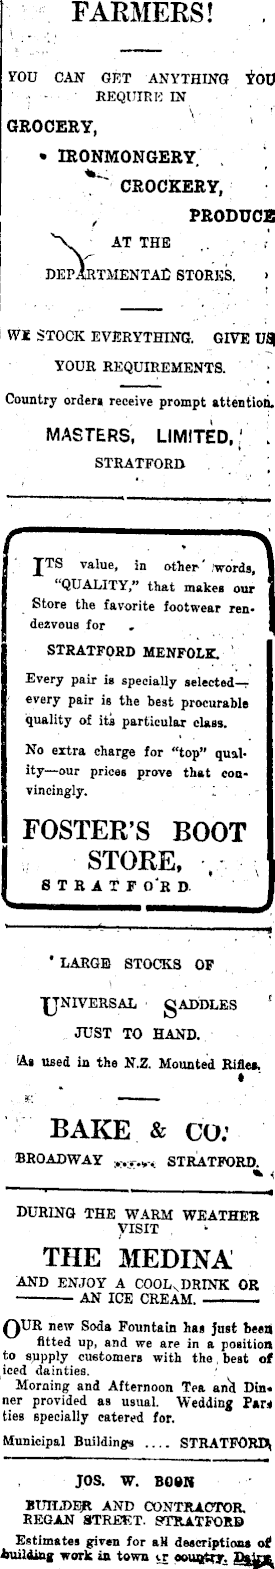 FARMERS!
YOU CAN GET ANYTHING YOU
REQUIRE IN
GROCERY,
IRONMONGERY,
CROCKERY,
PRODUCE
AT THE
DEPARTMENTAL STORES.
WE STOCK EVERYTHING. GIVE US
YOUR REQUIREMENTS.
Country orders receive prompt attention.
MASTERS, LIMITED,
STRATFORD
ITS value, in other words,
"QUALITY," that makes our
Store the favorite footwear ren-
dezvous for
STRATFORD MENFOLK.
Every pair is specially selected—
every pair is the best procurable
quality of its particular class.
No extra charge for "top" qual-
ity—our prices prove that con-
vincingly.
FOSTER'S BOOT
STORE,
STRATFORD.
LARGE STOCKS OF
UNIVERSAL SADDLES
JUST TO HAND.
(As used in the N.Z. Mounted Rifles.
BAKE & CO.
BROADWAY .... STRATFORD.
DURING THE WARM WEATHER
VISIT
THE MEDINA
AND ENJOY A COOL DRINK OR
AN ICE CREAM.
OUR new Soda Fountain has just been
fitted up, and we are in a position
to supply customers with the best of
iced dainties.
Morning and Afternoon Tea and Din-
ner provided as usual. Wedding Par-
ties specially catered for.
Municipal Buildings .... STRATFORD,
JOS. W. BOON
BUILDER AND CONTRACTOR.
REGAN STREET. STRATFORD
Estimates given for all descriptions of
building work in town or country.